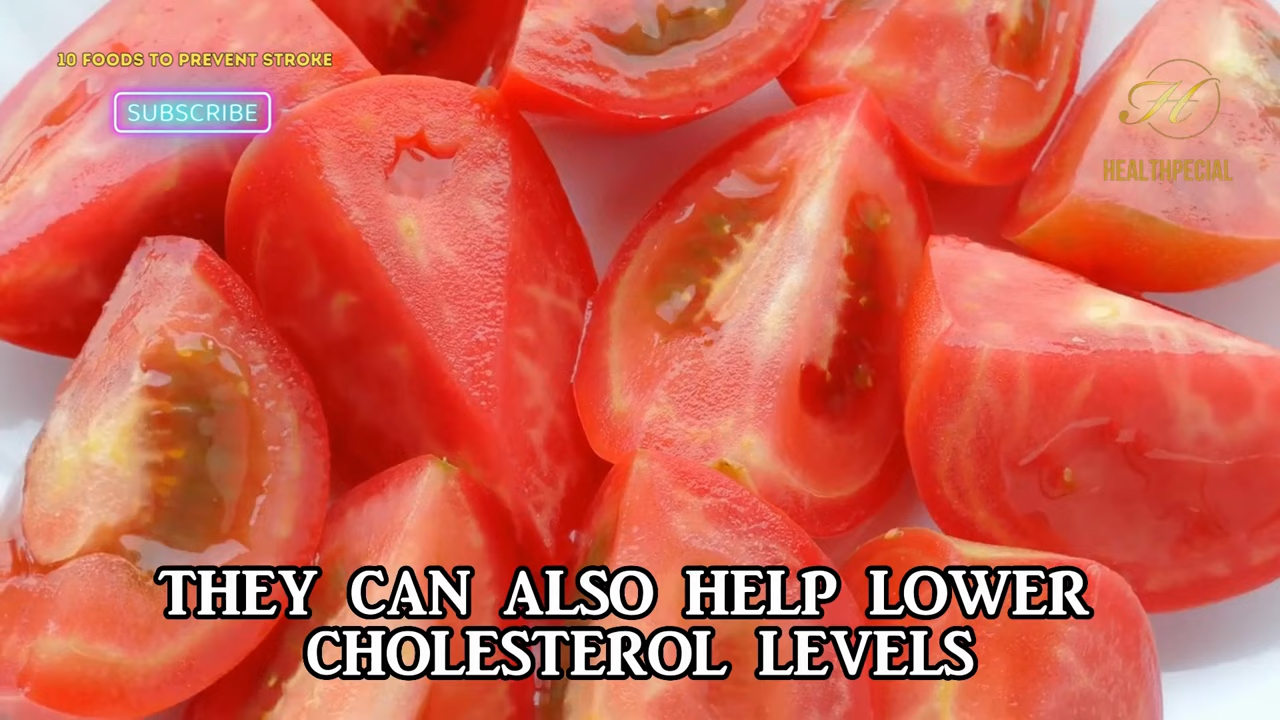 10 FOODS TO PREVENT STROKE
SUBSCRIBE
H
HEALTHPECIAL
THEY CAN ALSO HELP LOWER
CHOLESTEROL LEVELS